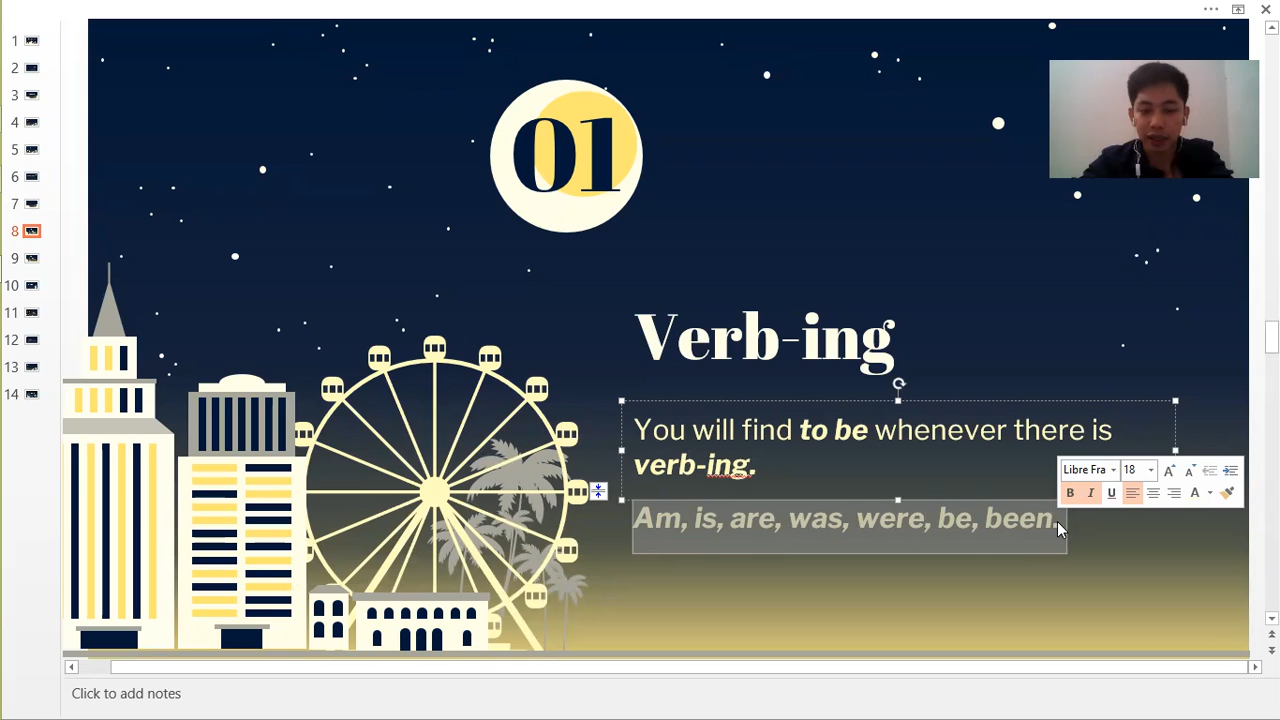 1
2
3
4
5
6
7
8
9
10
11
12
13
14
01
Verb-ing
You will find to be whenever there is
verb-ing.
Am, is, are, was, were, be, been.
Libre Fra
18
B I U A
Click to add notes